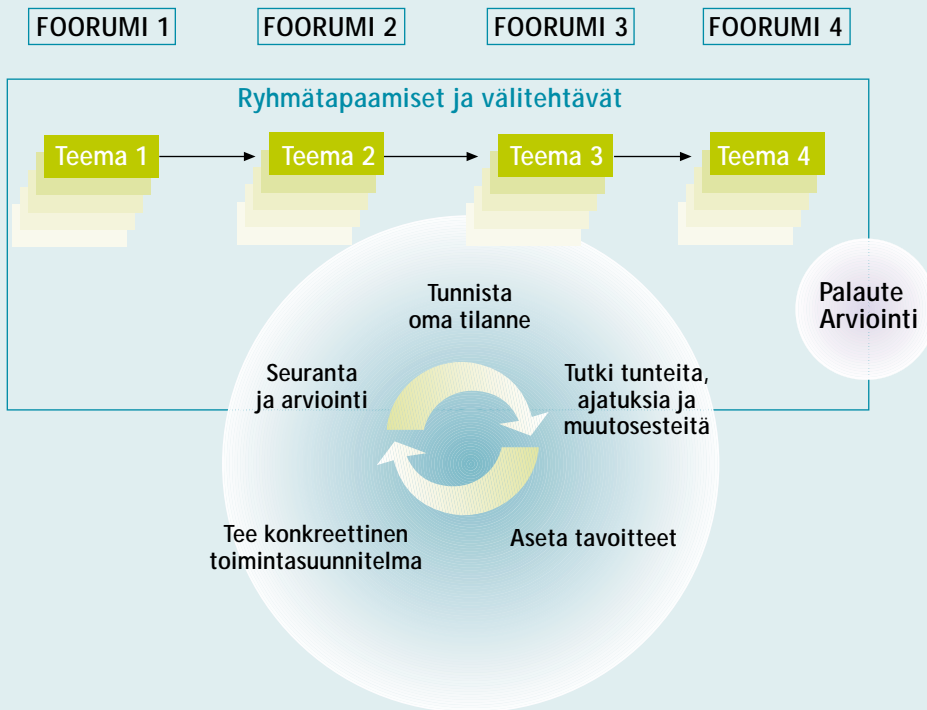 FOORUMI 1
FOORUMI 2
FOORUMI 3
FOORUMI 4
Ryhmätapaamiset ja välitehtävät
Teema 1
Teema 2
Teema 3
Teema 4
Palaute
Arviointi
Tunnista
oma tilanne
Tutki tunteita,
ajatuksia ja
muutosesteitä
Aseta tavoitteet
Tee konkreettinen
toimintasuunnitelma
Seuranta
ja arviointi